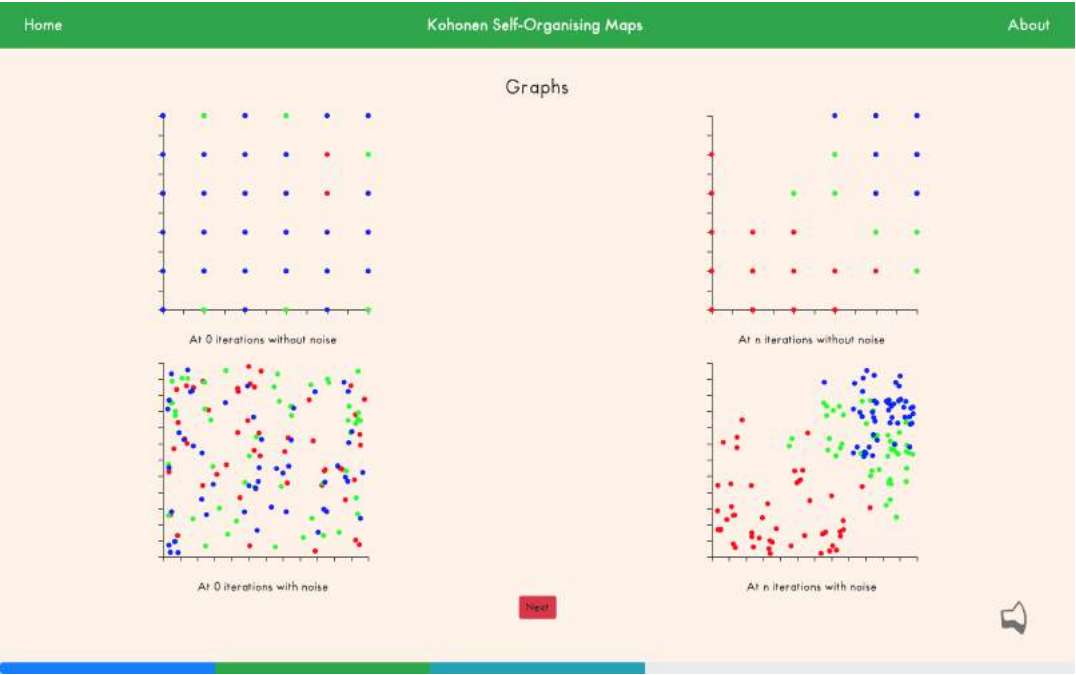 Home
Kohonen Self-Organising Maps
About
Graphs
At 0 iterations without noise
At n iterations without noise
At 0 iterations with noise
At n iterations with noise
Next